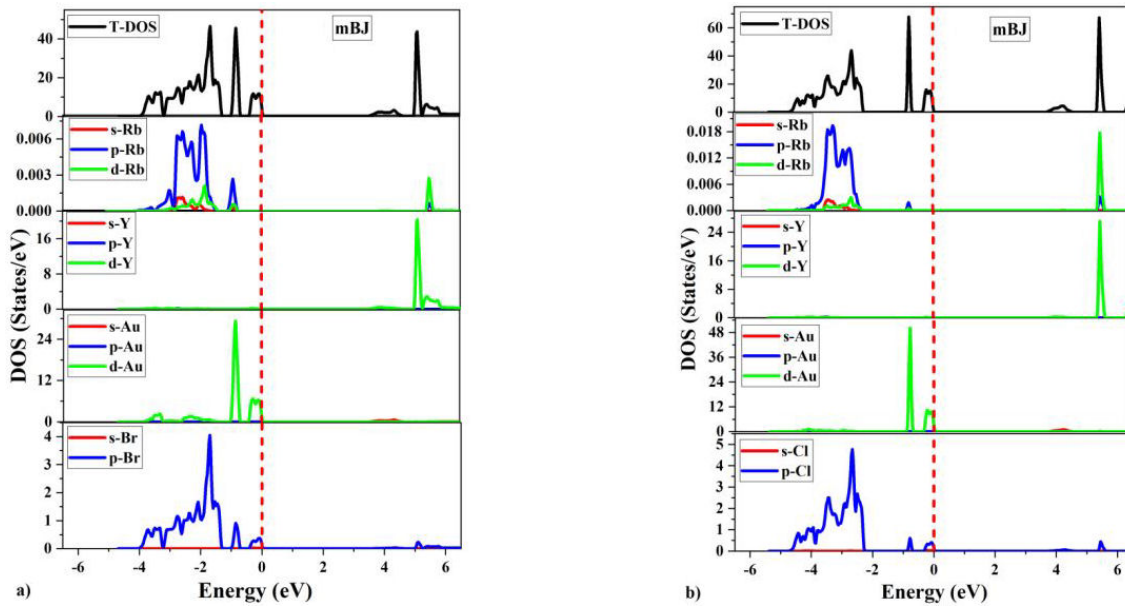 T-DOS
mBJ
40
20
0
s-Rb
p-Rb
d-Rb
0.006
0.003
0.000
s-Y
p-Y
d-Y
16
8
0
s-Au
p-Au
d-Au
24
12
0
s-Br
p-Br
4
3
2
1
0
-6
-4
-2
0
2
4
6
DOS (States/eV)
Energy (eV)
a)
T-DOS
mBJ
60
40
20
0
s-Rb
p-Rb
d-Rb
0.018
0.012
0.006
0.000
s-Y
p-Y
d-Y
24
16
8
0
s-Au
p-Au
d-Au
48
36
24
12
0
s-Cl
p-Cl
5
4
3
2
1
0
-6
-4
-2
0
2
4
6
DOS (States/eV)
Energy (eV)
b)